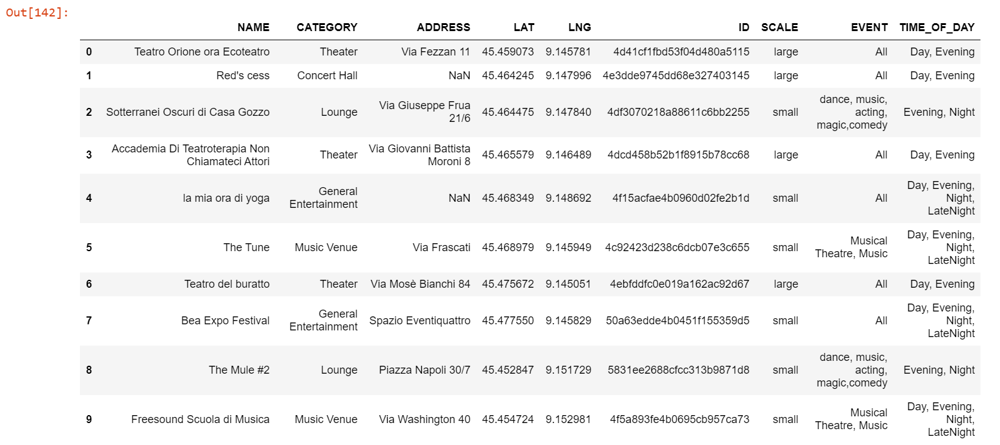 Out[142]:
NAME CATEGORY ADDRESS LAT LNG ID SCALE EVENT TIME_OF_DAY
0 Teatro Orione ora Ecoteatro Theater Via Fezzan 11 45.459073 9.145781 4d41cf1fbd53f04d480a5115 large All Day, Evening
1 Red's cess Concert Hall NaN 45.464245 9.147996 4e3dde9745dd68e327403145 large All Day, Evening
2 Sotterranei Oscuri di Casa Gozzo Lounge Via Giuseppe Frua 21/6 45.464475 9.147840 4df3070218a88611c6bb2255 small dance, music, acting, magic,comedy Evening, Night
3 Accademia Di Teatroterapia Non Chiamateci Attori Theater Via Giovanni Battista Moroni 8 45.465579 9.146489 4dcd458b52b1f8915b78cc68 large All Day, Evening
4 la mia ora di yoga General Entertainment NaN 45.468349 9.148692 4f15acfae4b0960d02fe2b1d small All Day, Evening, Night, LateNight
5 The Tune Music Venue Via Frascati 45.468979 9.145949 4c92423d238c6dcb07e3c655 small Musical Theatre, Music Day, Evening, Night, LateNight
6 Teatro del buratto Theater Via Mosè Bianchi 84 45.475672 9.145051 4ebfddfc0e019a162ac92d67 large All Day, Evening
7 Bea Expo Festival General Entertainment Spazio Eventiquattro 45.477550 9.145829 50a63edde4b0451f155359d5 small All Day, Evening, Night, LateNight
8 The Mule #2 Lounge Piazza Napoli 30/7 45.452847 9.151729 5831ee2688cfcc313b9871d8 small dance, music, acting, magic,comedy Evening, Night
9 Freesound Scuola di Musica Music Venue Via Washington 40 45.454724 9.152981 4f5a893fe4b0695cb957ca73 small Musical Theatre, Music Day, Evening, Night, LateNight